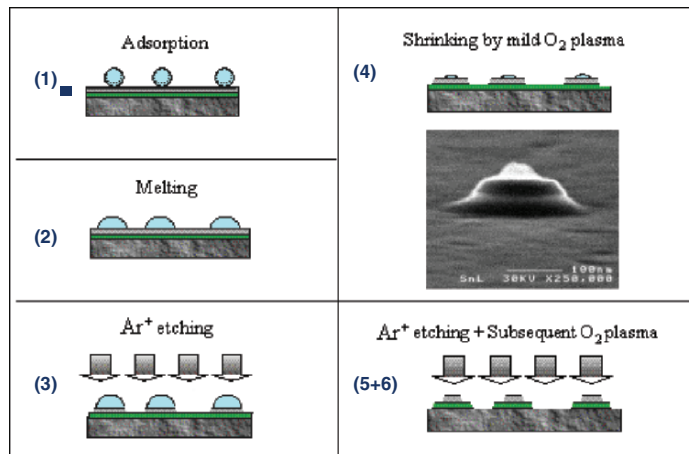 Adsorption
(1)
Melting
(2)
Ar⁺ etching
(3)
Shrinking by mild O₂ plasma
(4)
100nm
SnL 30KV X250,000
Ar⁺ etching + Subsequent O₂ plasma
(5+6)